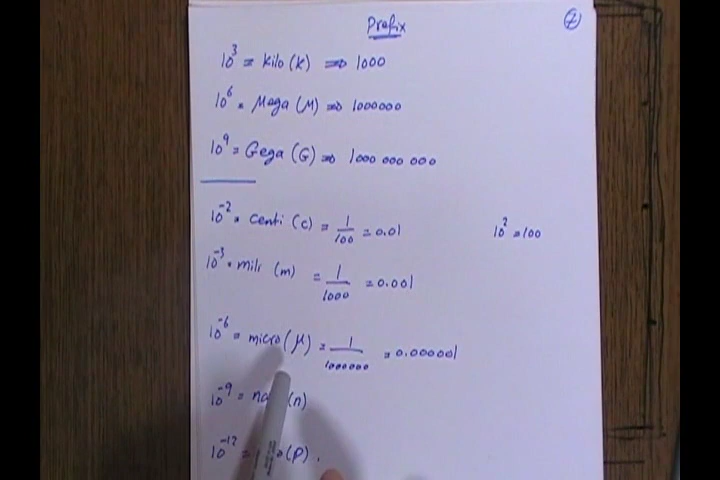 Prefix
7
10³ = kilo (k) ⇒ 1000
10⁶ = Mega (M) ⇒ 1000000
10⁹ = Gega (G) ⇒ 1000 000 000
10⁻² = centi (c) = 1/100 = 0.01
10² = 100
10⁻³ = mili (m) = 1/1000 = 0.001
10⁻⁶ = micro (μ) = 1/1000000 = 0.000001
10⁻⁹ = (n)
10⁻¹² = (p).